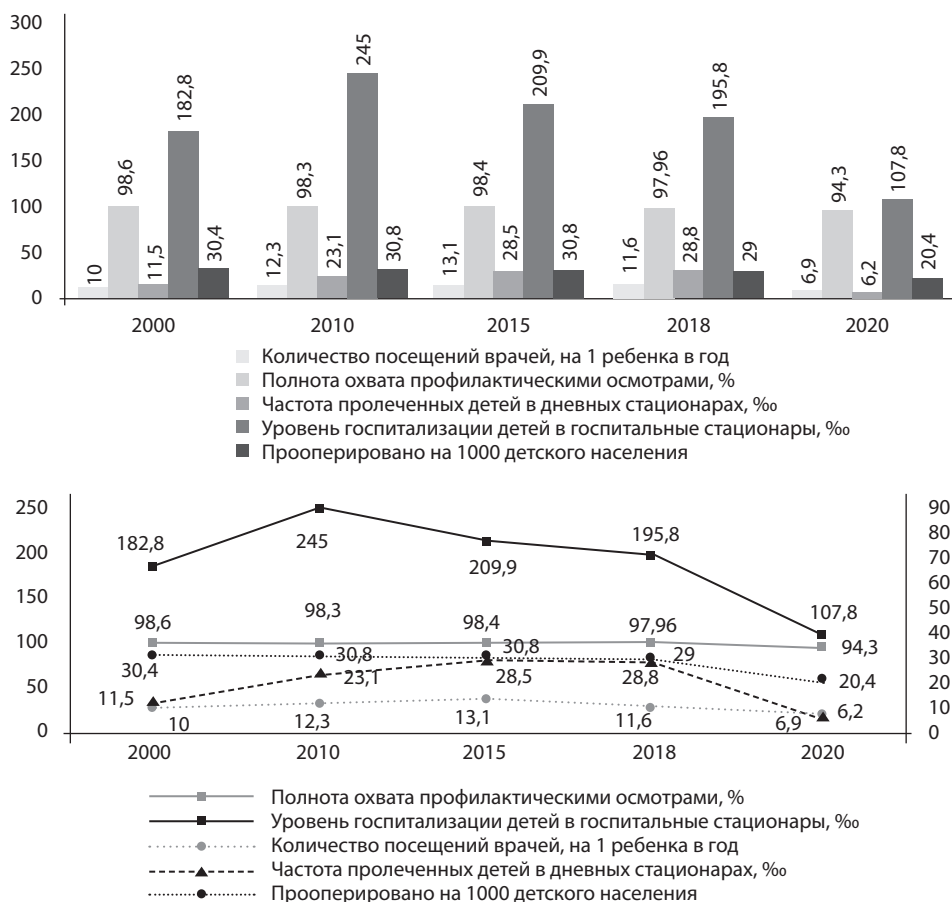 300
250
200
150
100
50
0
10
98,6
11,5
182,8
30,4
12,3
98,3
23,1
245
30,8
13,1
98,4
28,5
209,9
30,8
11,6
97,96
28,8
195,8
29
6,9
94,3
6,2
107,8
20,4
2000 2010 2015 2018 2020
Количество посещений врачей, на 1 ребенка в год
Полнота охвата профилактическими осмотрами, %
Частота пролеченных детей в дневных стационарах, ‰
Уровень госпитализации детей в госпитальные стационары, ‰
Прооперировано на 1000 детского населения
250
200
150
100
50
0
182,8 245 209,9 195,8 107,8
98,6 98,3 98,4 97,96 94,3
30,4 30,8 30,8 29 20,4
11,5 23,1 28,5 28,8 6,2
10 12,3 13,1 11,6 6,9
90
80
70
60
50
40
30
20
10
0
2000 2010 2015 2018 2020
Полнота охвата профилактическими осмотрами, %
Уровень госпитализации детей в госпитальные стационары, ‰
Количество посещений врачей, на 1 ребенка в год
Частота пролеченных детей в дневных стационарах, ‰
Прооперировано на 1000 детского населения